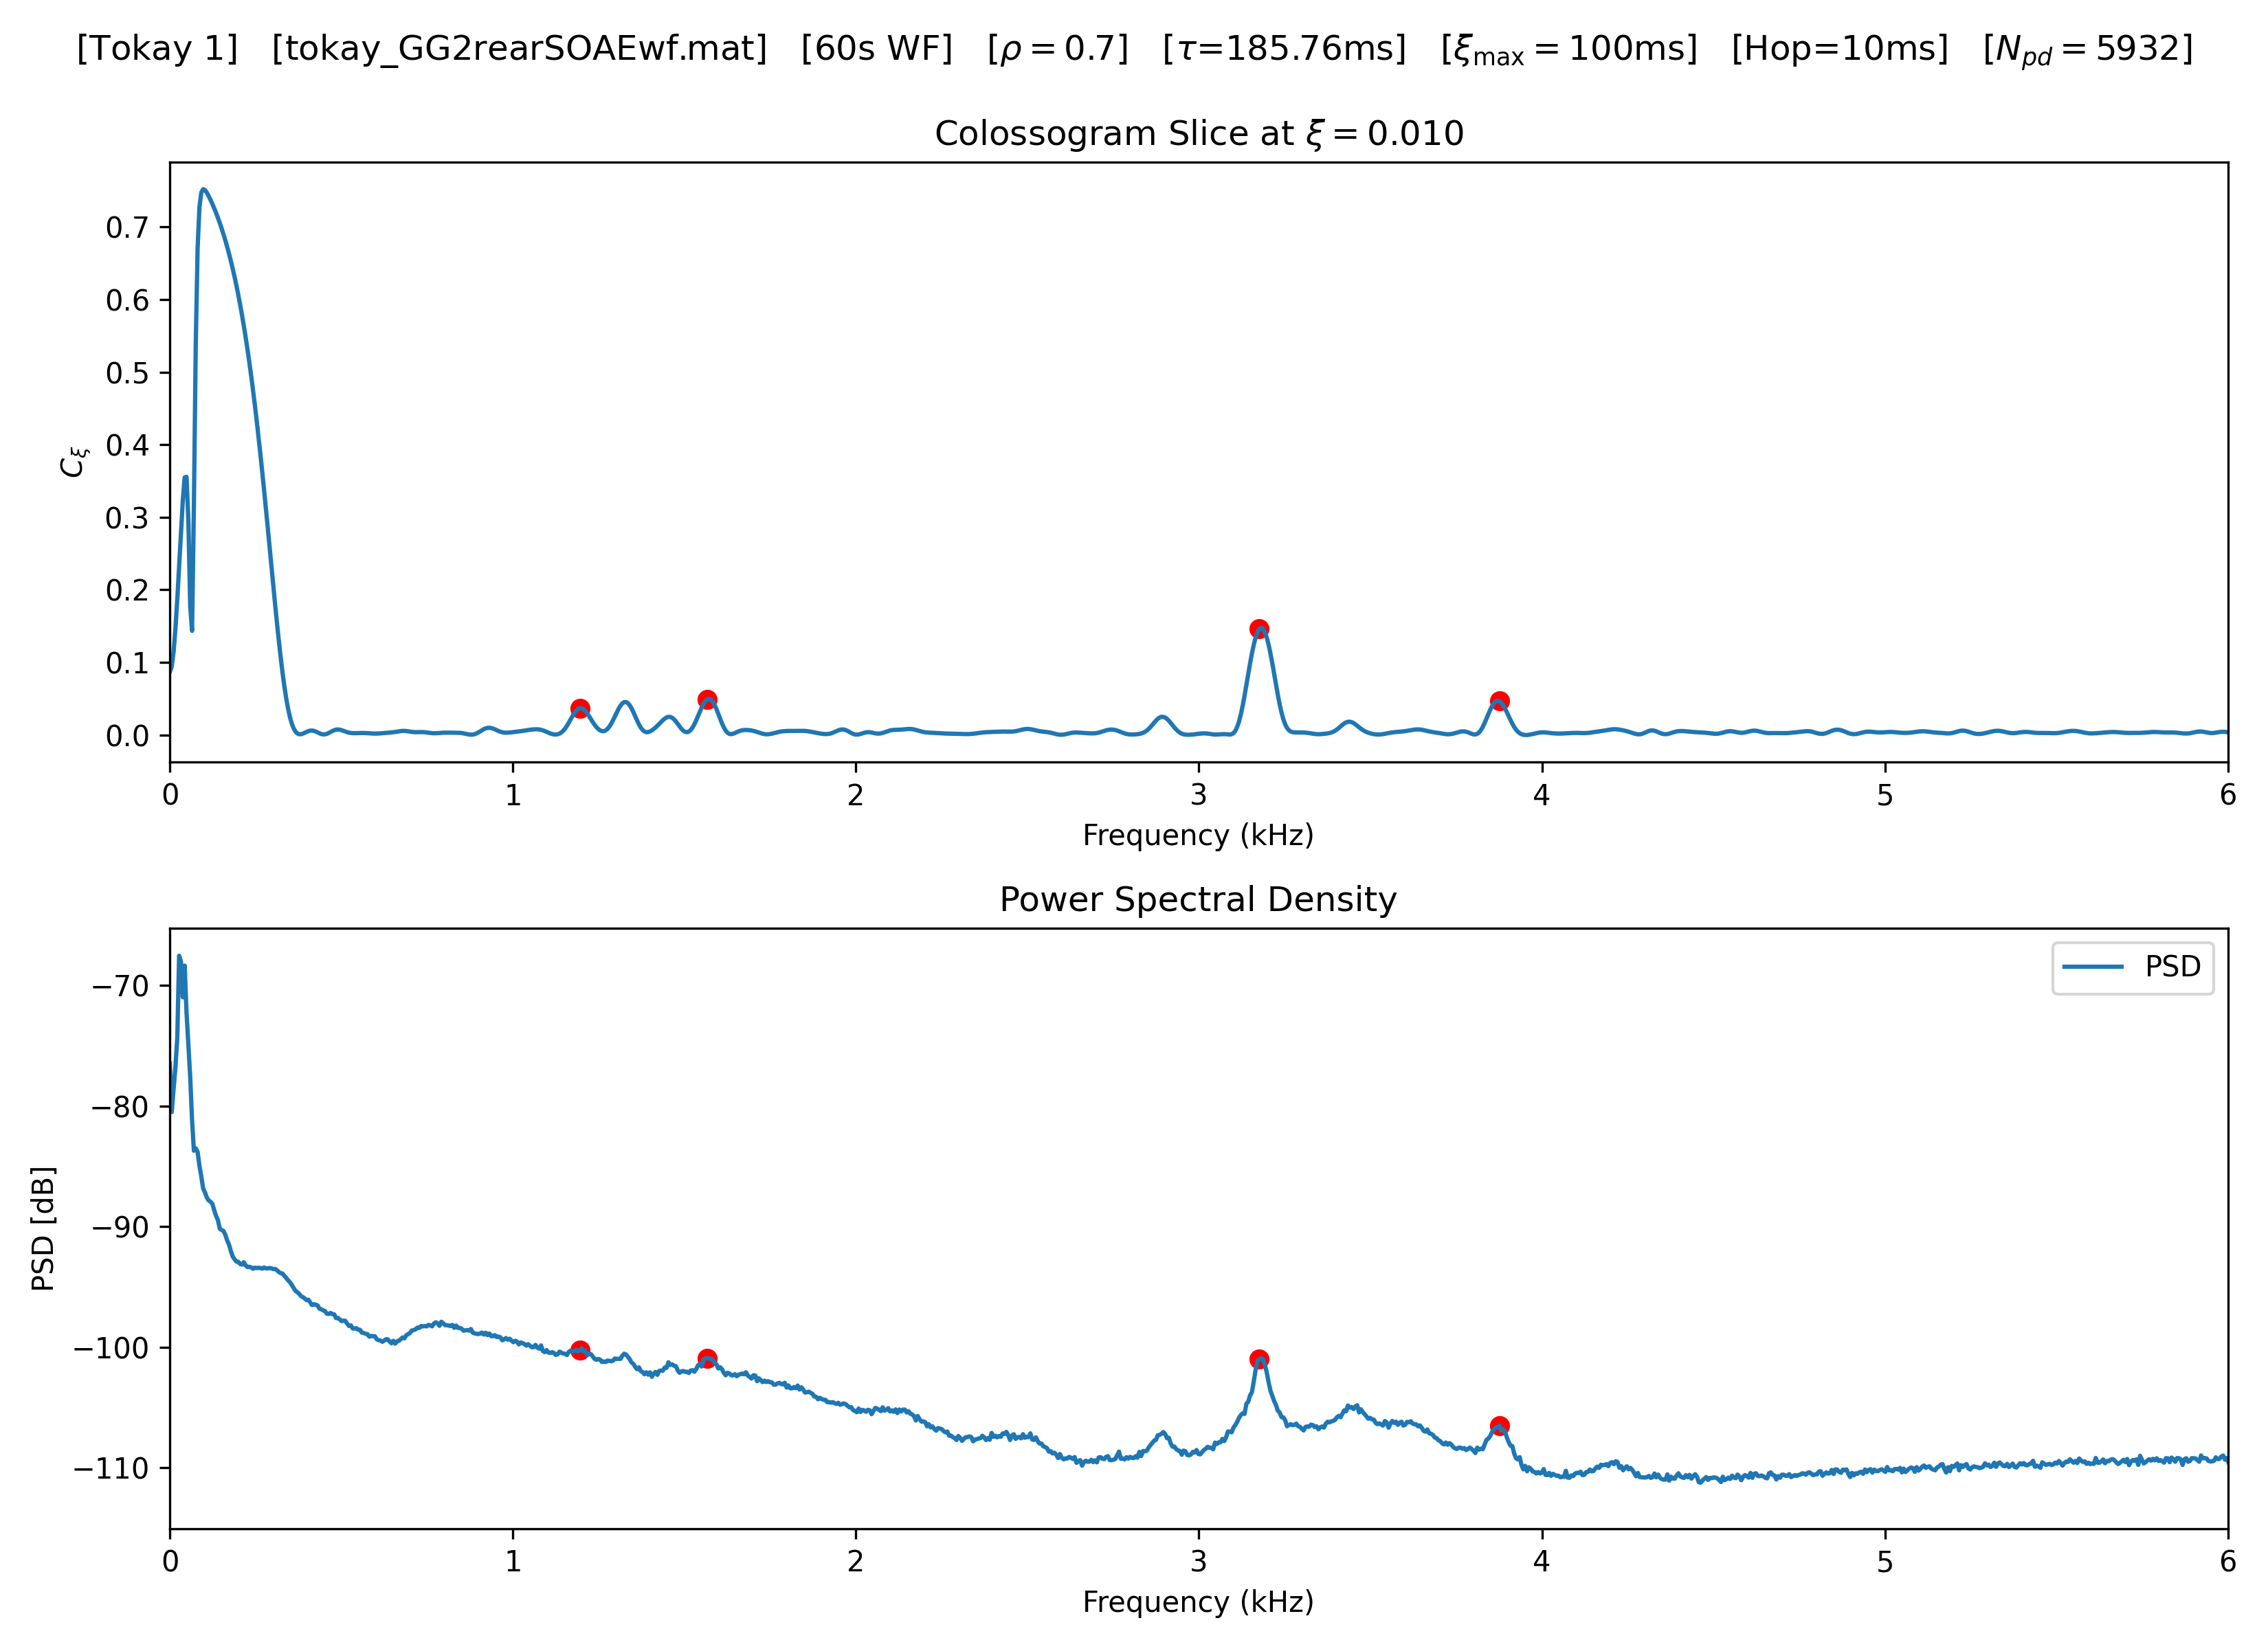 [Tokay 1] [tokay_GG2rearSOAEwf.mat] [60s WF] [ρ = 0.7] [τ=185.76ms] [ξmax = 100ms] [Hop=10ms] [Npd = 5932]
Colossogram Slice at ξ = 0.010
0.7
0.6
0.5
0.4
0.3
0.2
0.1
0.0
Cξ
0 1 2 3 4 5 6
Frequency (kHz)
Power Spectral Density
PSD
−70
−80
−90
−100
−110
PSD [dB]
0 1 2 3 4 5 6
Frequency (kHz)